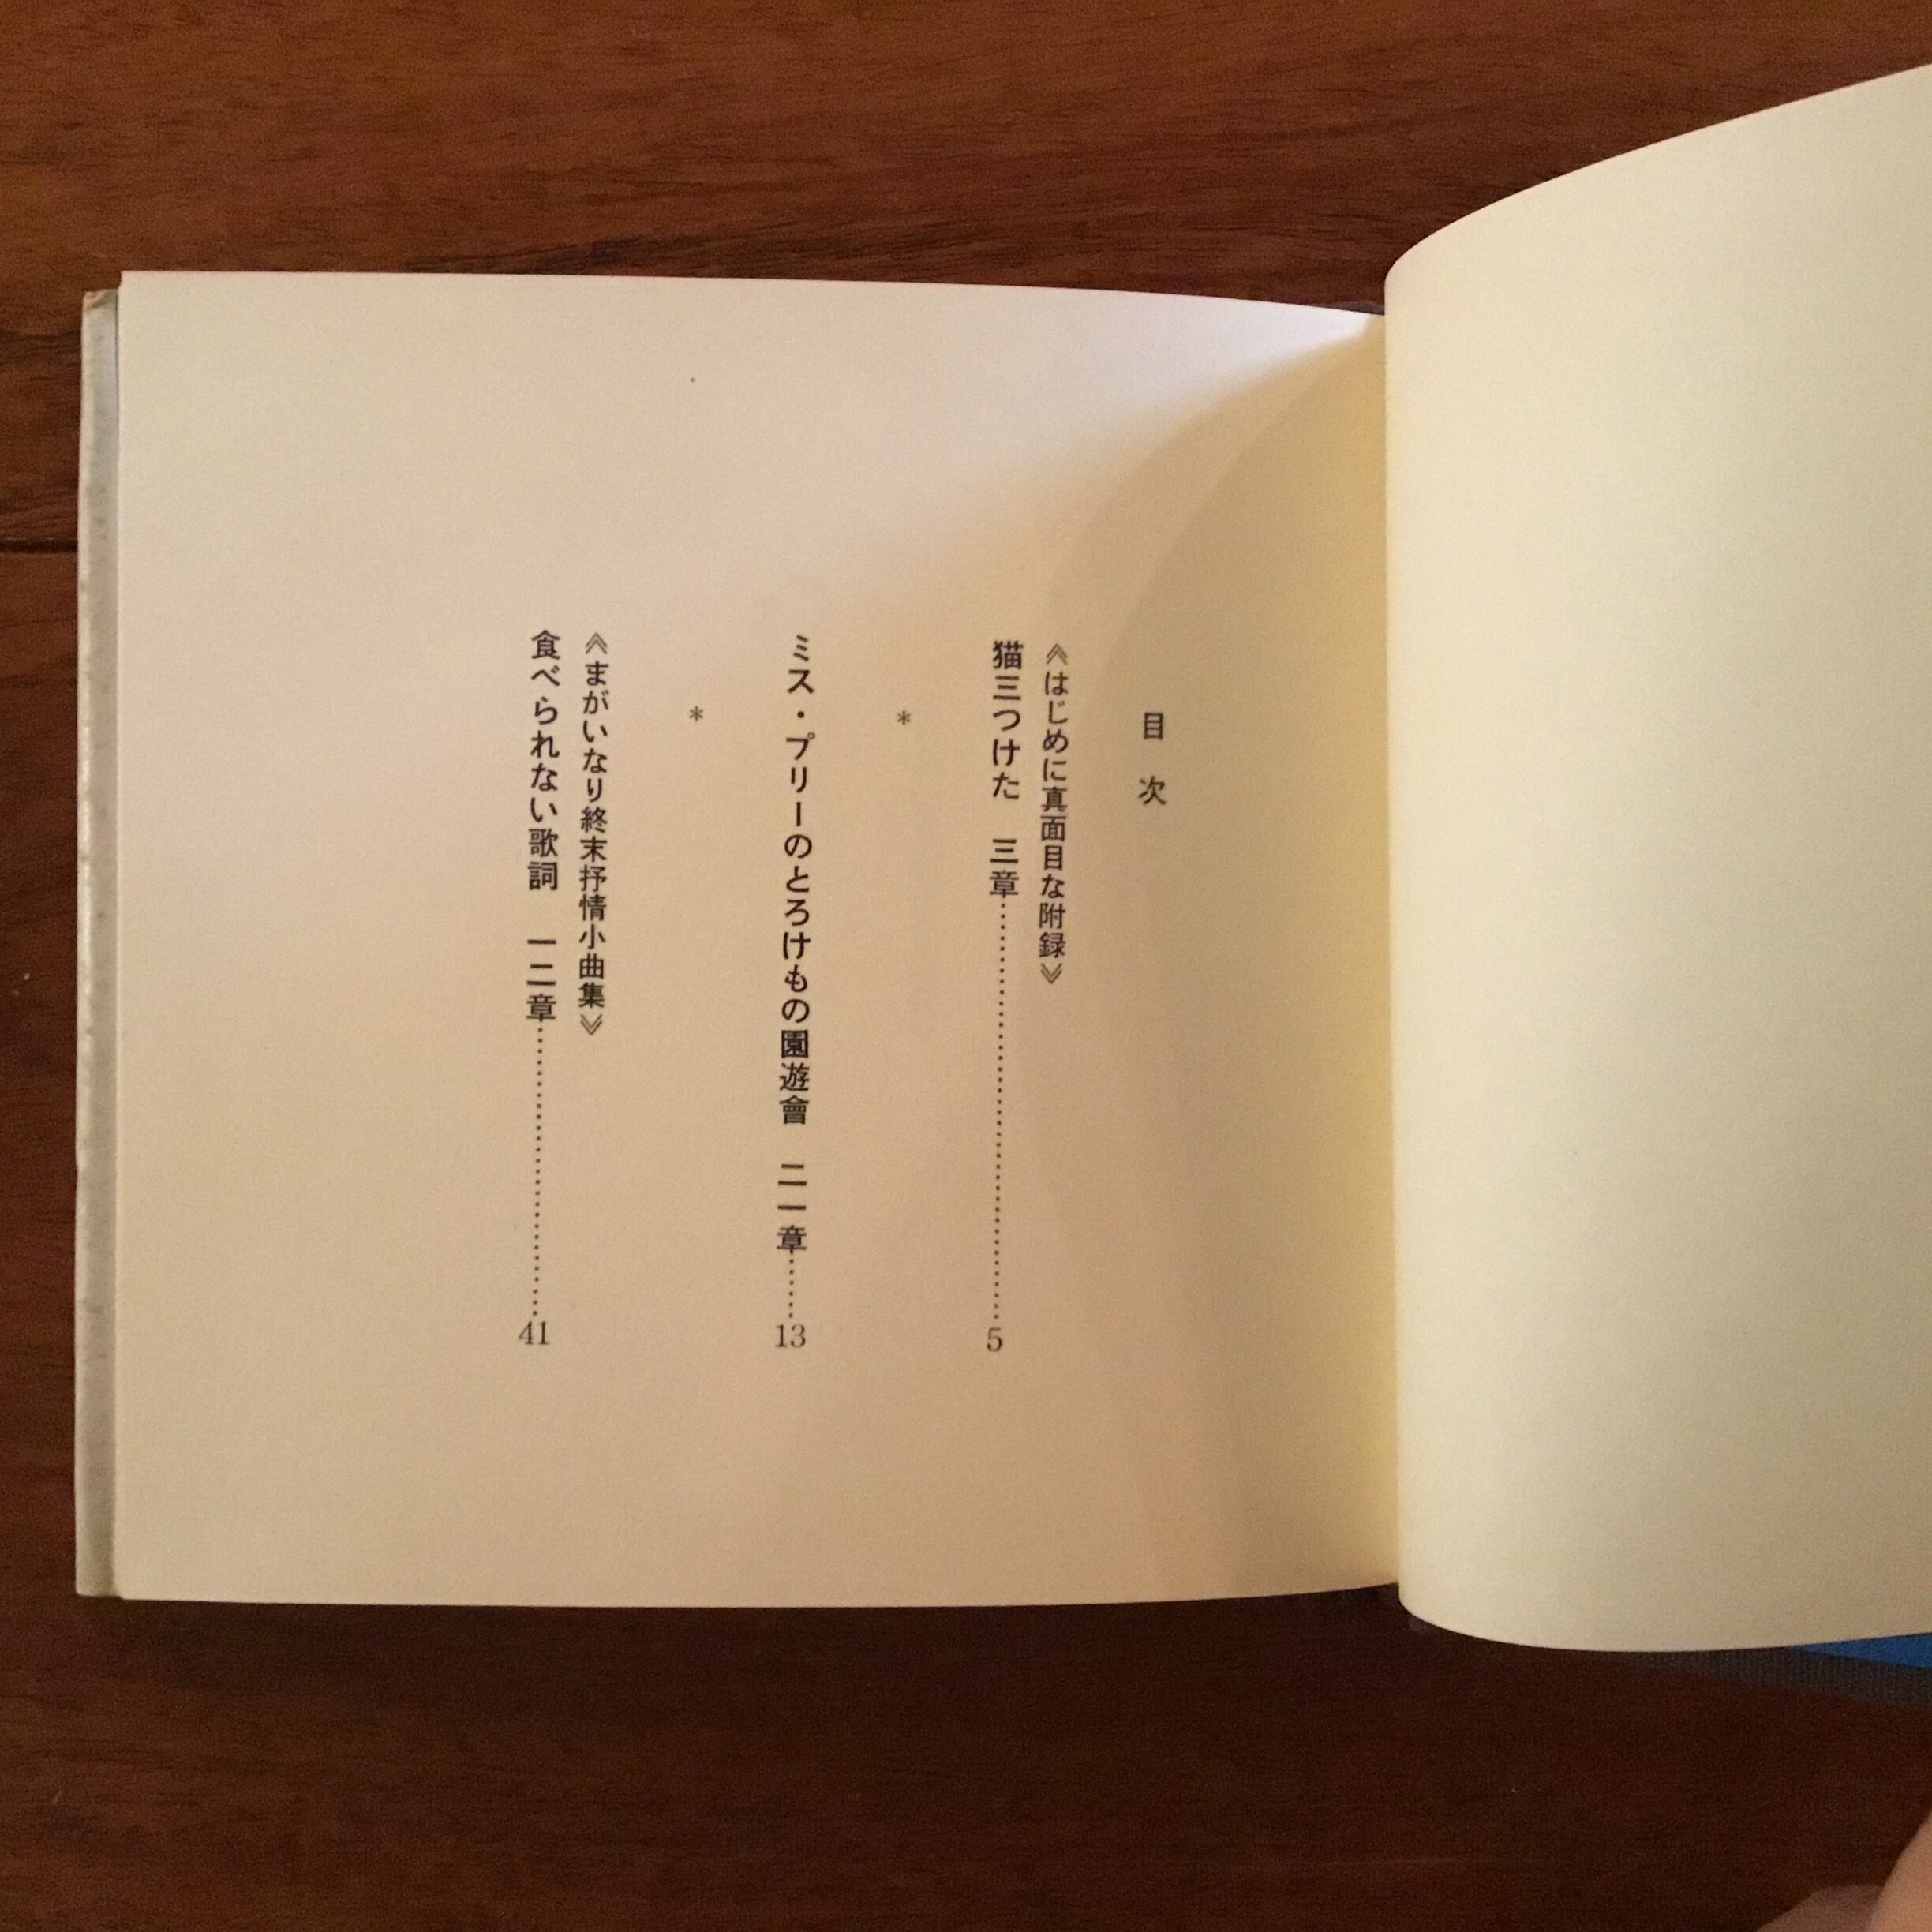 目次
《はじめに真面目な附録》
猫三つけた　三章…………5
＊
ミス・プリーのとろけもの園遊會　二一章……13
＊
《まがいなり終末抒情小曲集》
食べられない歌詞　一二章…………41